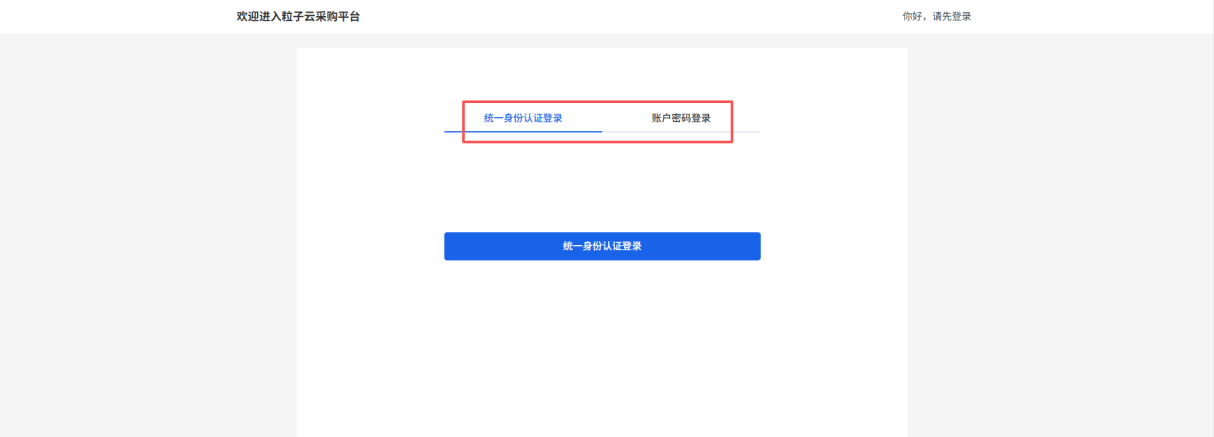 欢迎进入粒子云采购平台
你好，请先登录
统一身份认证登录
账户密码登录
统一身份认证登录